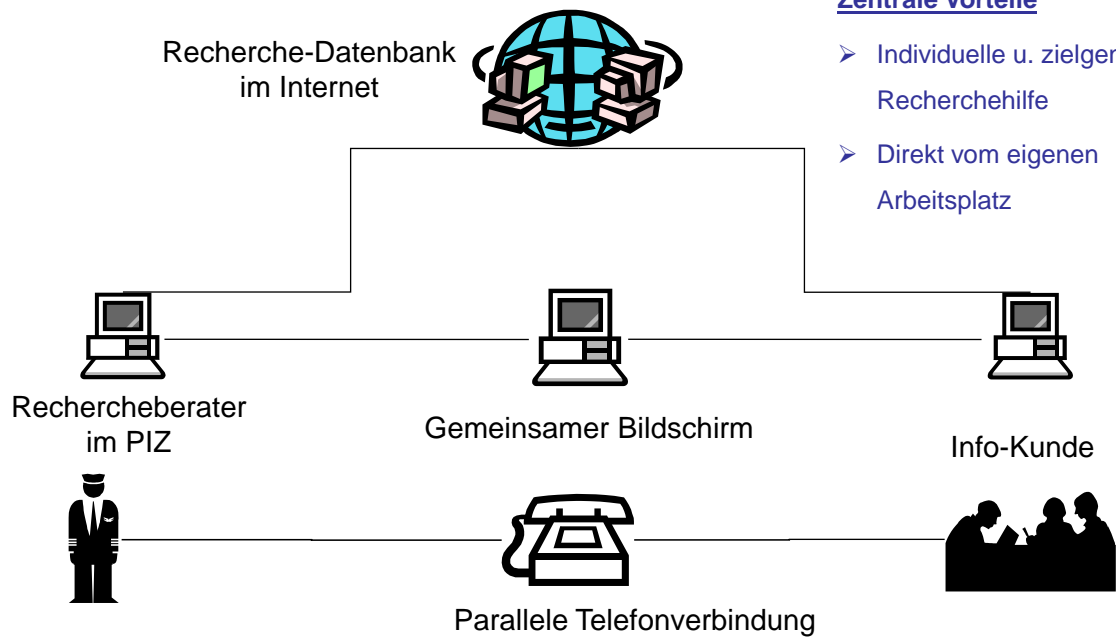 Zentrale Vorteile
Recherche-Datenbank
im Internet
➢ Individuelle u.
Recherchehilfe
➢ Direkt vom eigenen
Arbeitsplatz
Rechercheberater
im PIZ
Gemeinsamer Bildschirm
Info-Kunde
Parallele Telefonverbindung